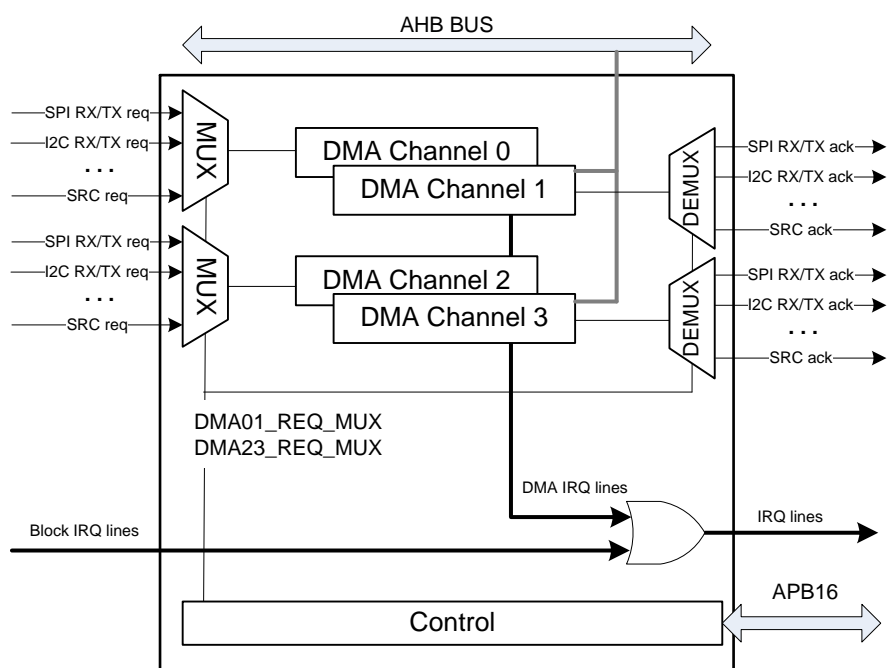 AHB BUS
SPI RX/TX req
I2C RX/TX req
. . .
SRC req
MUX
DMA Channel 0
DMA Channel 1
DEMUX
SPI RX/TX ack
I2C RX/TX ack
. . .
SRC ack
SPI RX/TX req
I2C RX/TX req
. . .
SRC req
MUX
DMA Channel 2
DMA Channel 3
DEMUX
SPI RX/TX ack
I2C RX/TX ack
. . .
SRC ack
DMA01_REQ_MUX
DMA23_REQ_MUX
DMA IRQ lines
Block IRQ lines
IRQ lines
APB16
Control